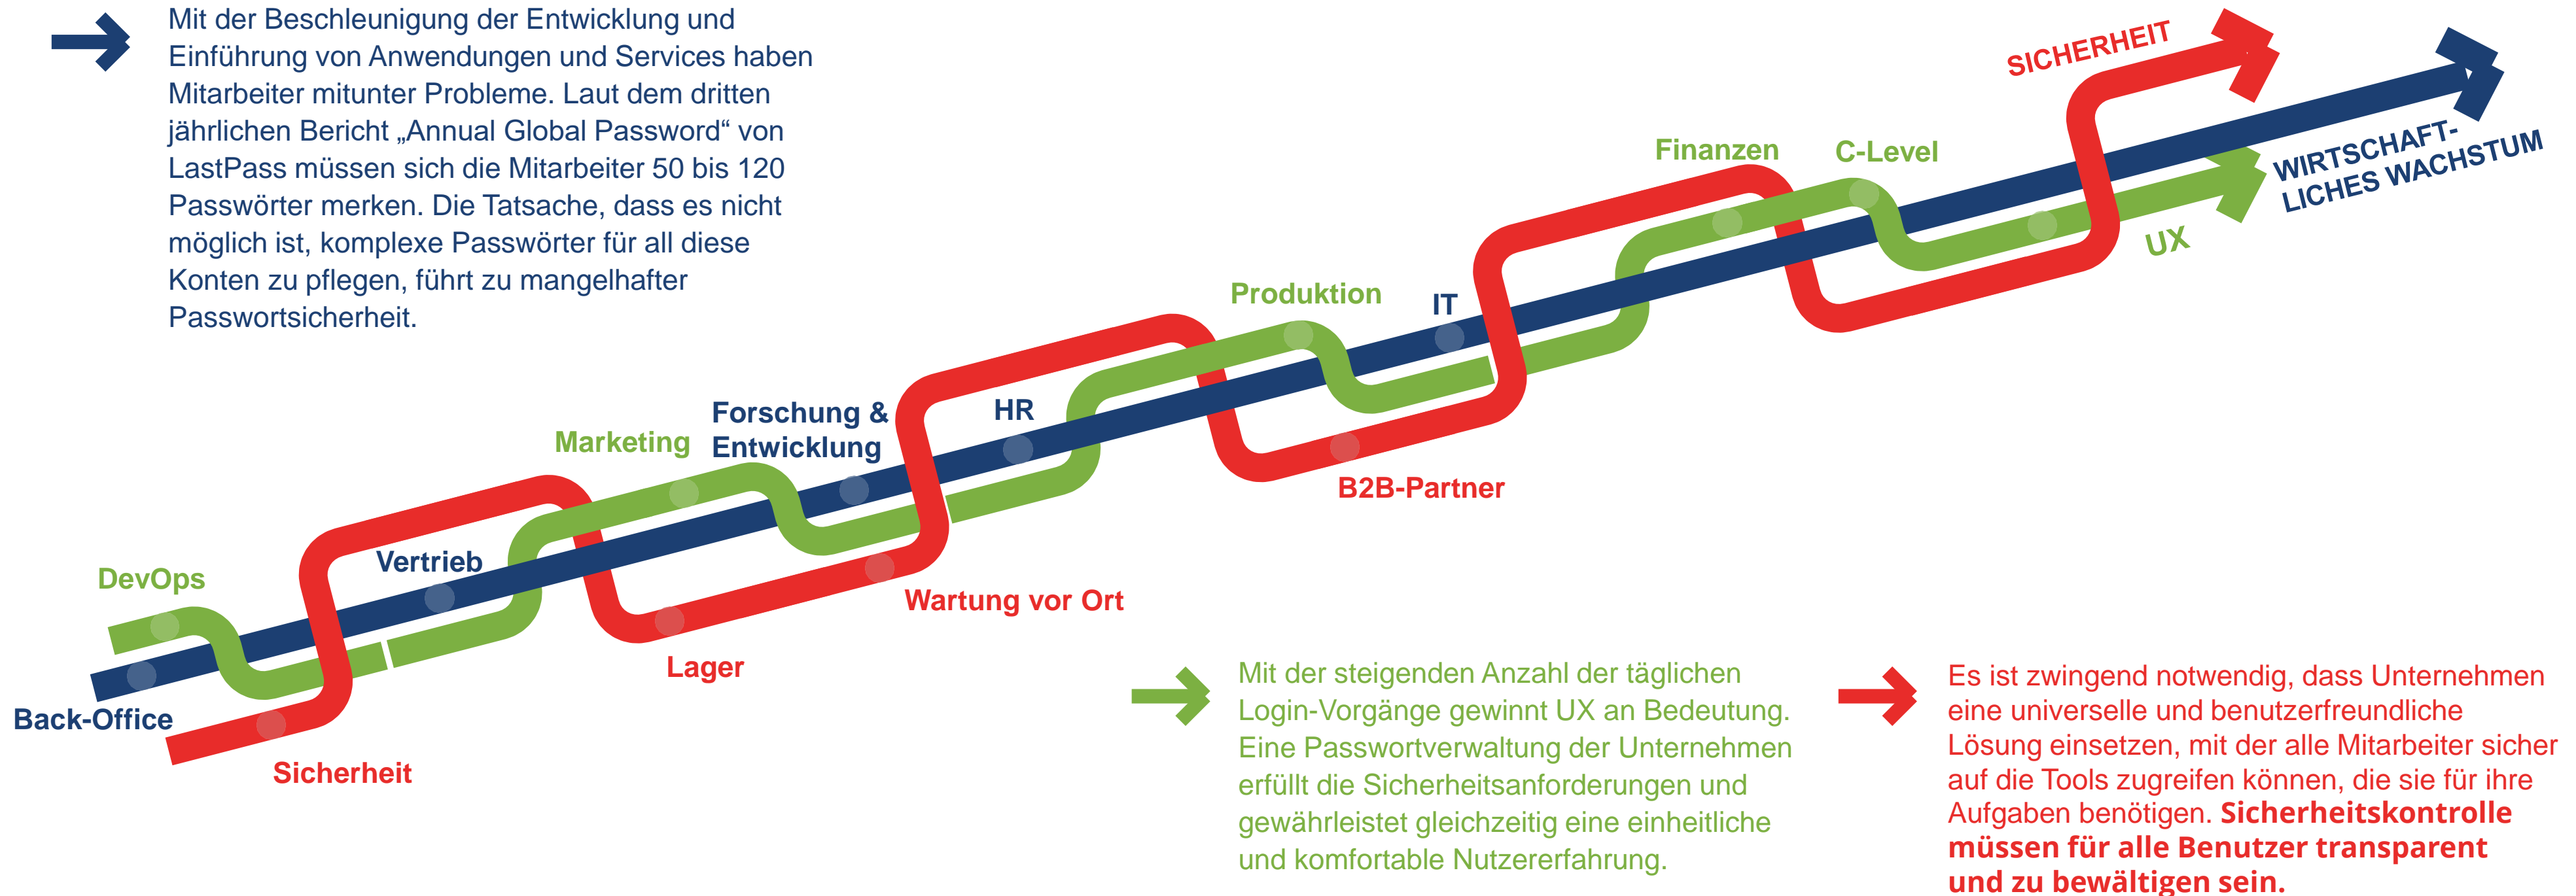 Mit der Beschleunigung der Entwicklung und
Einführung von Anwendungen und Services haben
Mitarbeiter mitunter Probleme. Laut dem dritten
jährlichen Bericht „Annual Global Password“ von
LastPass müssen sich die Mitarbeiter 50 bis 120
Passwörter merken. Die Tatsache, dass es nicht
möglich ist, komplexe Passwörter für all diese
Konten zu pflegen, führt zu mangelhafter
Passwortsicherheit.
SICHERHEIT
WIRTSCHAFT-
LICHES WACHSTUM
UX
Finanzen
C-Level
Produktion
IT
B2B-Partner
Forschung &
Entwicklung
HR
Marketing
Wartung vor Ort
Vertrieb
Lager
DevOps
Back-Office
Sicherheit
Mit der steigenden Anzahl der täglichen
Login-Vorgänge gewinnt UX an Bedeutung.
Eine Passwortverwaltung der Unternehmen
erfüllt die Sicherheitsanforderungen und
gewährleistet gleichzeitig eine einheitliche
und komfortable Nutzererfahrung.
Es ist zwingend notwendig, dass Unternehmen
eine universelle und benutzerfreundliche
Lösung einsetzen, mit der alle Mitarbeiter sicher
auf die Tools zugreifen können, die sie für ihre
Aufgaben benötigen. Sicherheitskontrolle
müssen für alle Benutzer transparent
und zu bewältigen sein.